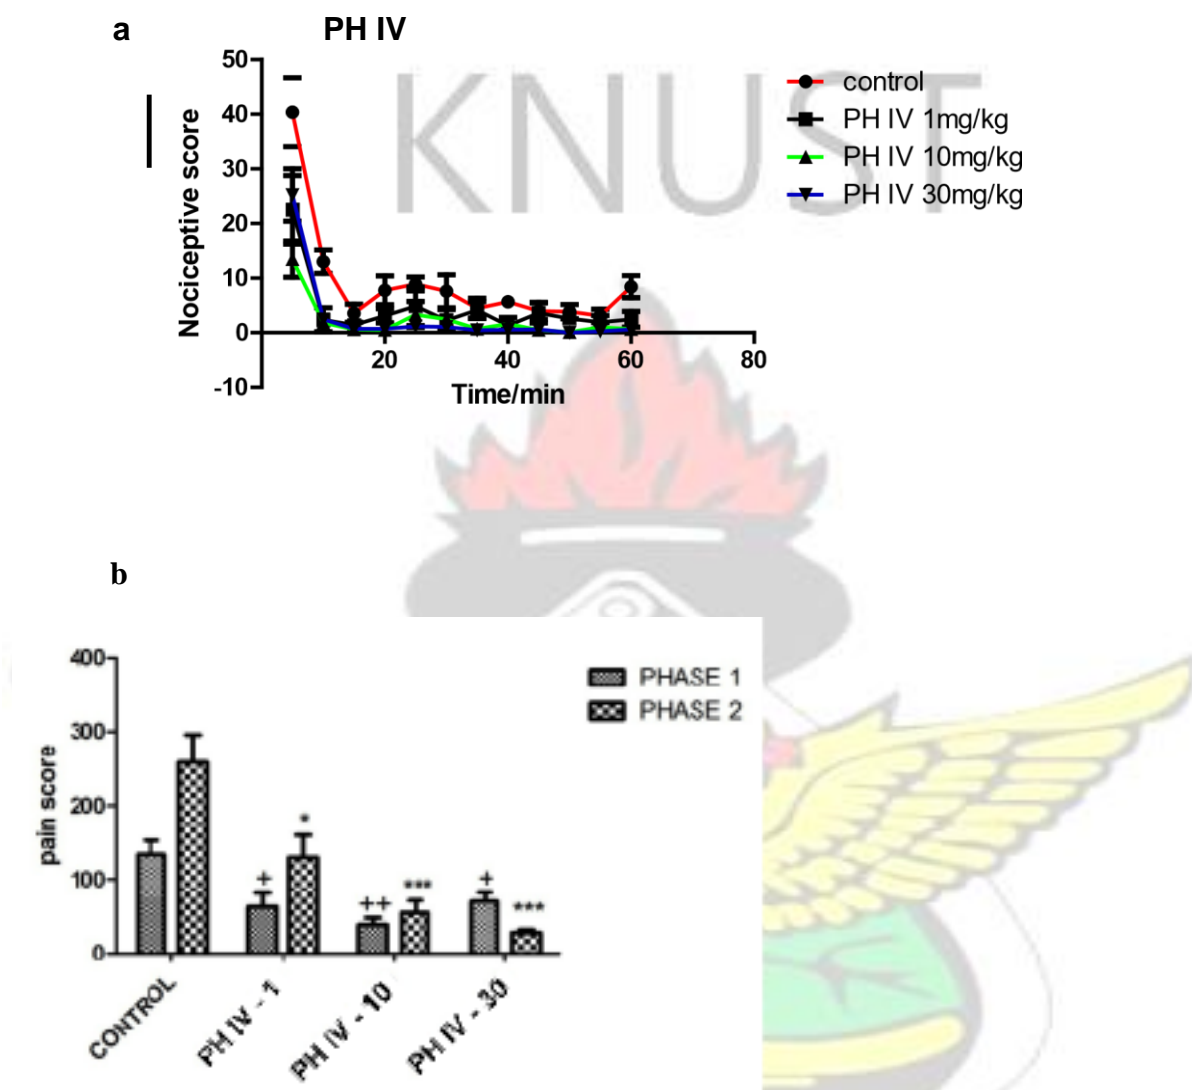 a
PH IV
KNUST
50
40
30
20
10
0
-10
Nociceptive score
20
40
60
80
Time/min
control
PH IV 1mg/kg
PH IV 10mg/kg
PH IV 30mg/kg
b
400
300
200
100
0
pain score
PHASE 1
PHASE 2
+
*
++
***
+
***
CONTROL
PH IV - 1
PH IV - 10
PH IV - 30